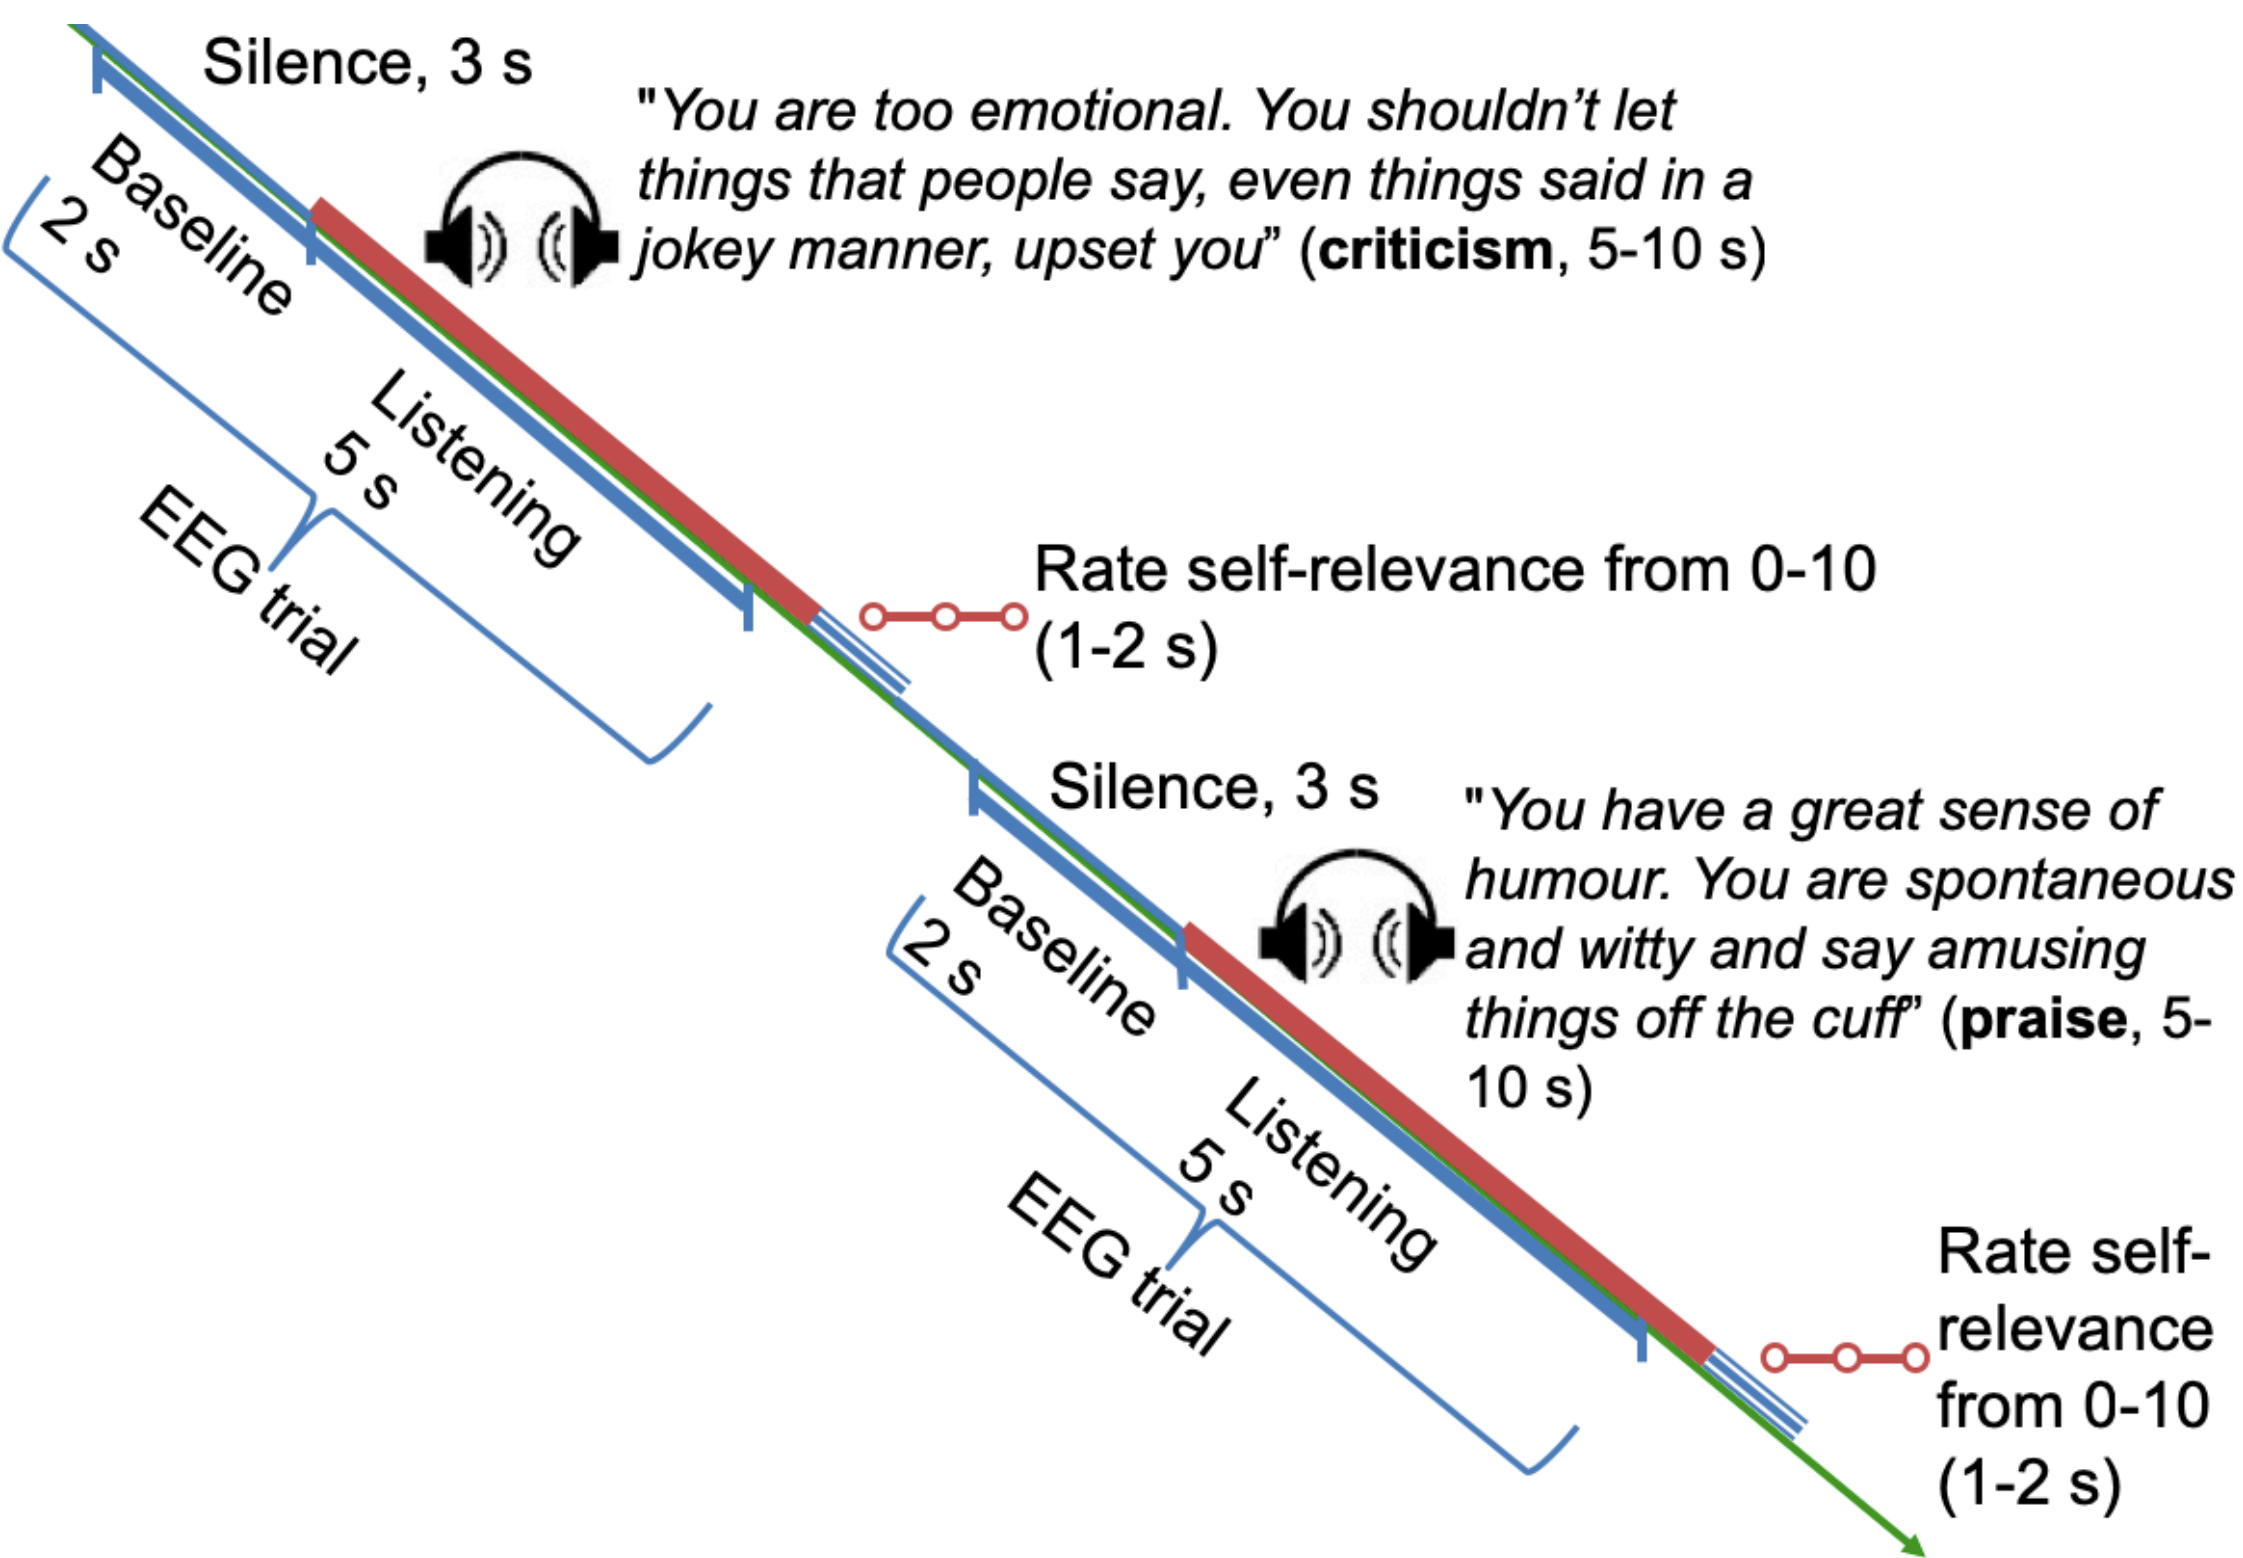 Silence, 3 s
"You are too emotional. You shouldn’t let
things that people say, even things said in a
jokey manner, upset you” (criticism, 5-10 s)
Baseline
2 s
Listening
5 s
EEG trial
Rate self-relevance from 0-10
(1-2 s)
Silence, 3 s
"You have a great sense of
humour. You are spontaneous
and witty and say amusing
things off the cuff” (praise, 5-
10 s)
Baseline
2 s
Listening
5 s
EEG trial
Rate self-
relevance
from 0-10
(1-2 s)